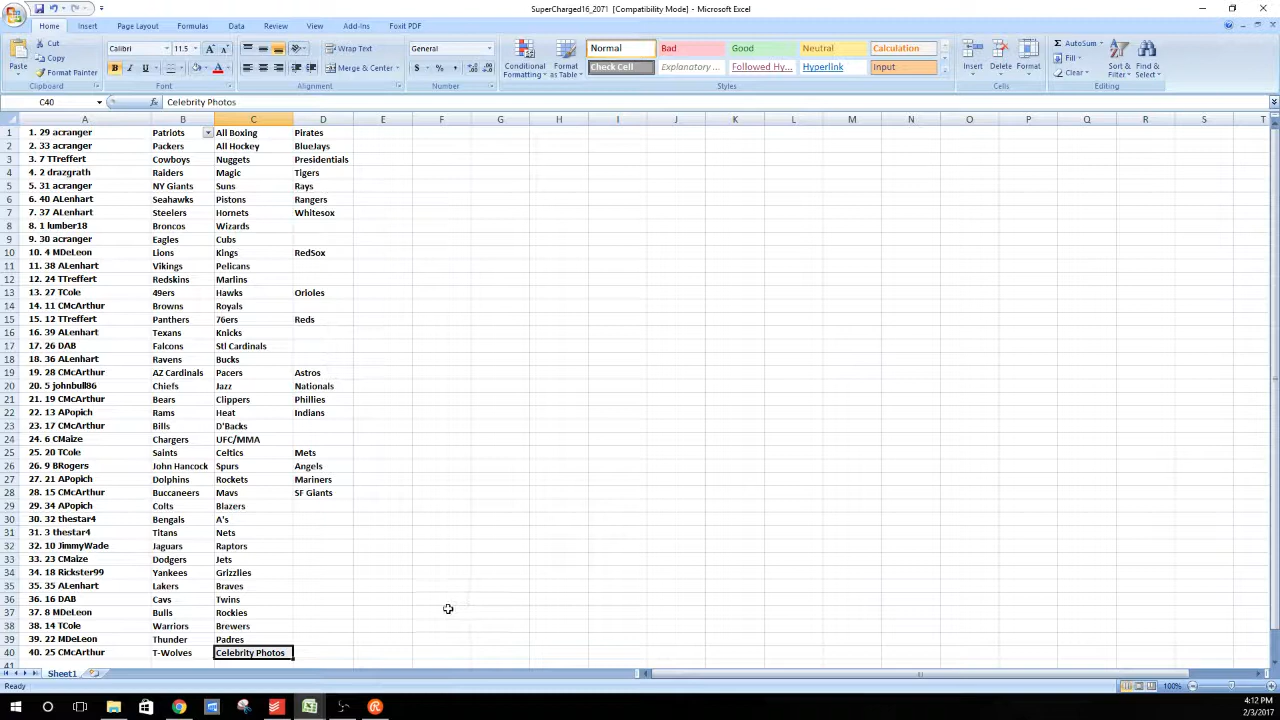 SuperCharged16_2071 [Compatibility Mode] - Microsoft Excel
Home Insert Page Layout Formulas Data Review View Add-Ins Foxit PDF
Paste Cut Copy Format Painter Clipboard
Calibri 11.5 Font
Wrap Text Merge & Center Alignment
General Number
Conditional Formatting Format as Table Normal Bad Good Neutral Calculation
Check Cell Explanatory ... Followed Hy... Hyperlink Input Styles
Insert Delete Format Cells
AutoSum Fill Clear Sort & Filter Find & Select Editing
C40 Celebrity Photos
A B C D E F G H I J K L M N O P Q R S T
1 1. 29 acranger Patriots All Boxing Pirates
2 2. 33 acranger Packers All Hockey BlueJays
3 3. 7 TTreffert Cowboys Nuggets Presidentials
4 4. 2 drazgrath Raiders Magic Tigers
5 5. 31 acranger NY Giants Suns Rays
6 6. 40 ALenhart Seahawks Pistons Rangers
7 7. 37 ALenhart Steelers Hornets Whitesox
8 8. 1 lumber18 Broncos Wizards
9 9. 30 acranger Eagles Cubs
10 10. 4 MDeLeon Lions Kings RedSox
11 11. 38 ALenhart Vikings Pelicans
12 12. 24 TTreffert Redskins Marlins
13 13. 27 TCole 49ers Hawks Orioles
14 14. 11 CMcArthur Browns Royals
15 15. 12 TTreffert Panthers 76ers Reds
16 16. 39 ALenhart Texans Knicks
17 17. 26 DAB Falcons Stl Cardinals
18 18. 36 ALenhart Ravens Bucks
19 19. 28 CMcArthur AZ Cardinals Pacers Astros
20 20. 5 johnbull86 Chiefs Jazz Nationals
21 21. 19 CMcArthur Bears Clippers Phillies
22 22. 13 APopich Rams Heat Indians
23 23. 17 CMcArthur Bills D'Backs
24 24. 6 CMaize Chargers UFC/MMA
25 25. 20 TCole Saints Celtics Mets
26 26. 9 BRogers John Hancock Spurs Angels
27 27. 21 APopich Dolphins Rockets Mariners
28 28. 15 CMcArthur Buccaneers Mavs SF Giants
29 29. 34 APopich Colts Blazers
30 30. 32 thestar4 Bengals A's
31 31. 3 thestar4 Titans Nets
32 32. 10 JimmyWade Jaguars Raptors
33 33. 23 CMaize Dodgers Jets
34 34. 18 Rickster99 Yankees Grizzlies
35 35. 35 ALenhart Lakers Braves
36 36. 16 DAB Cavs Twins
37 37. 8 MDeLeon Bulls Rockies
38 38. 14 TCole Warriors Brewers
39 39. 22 MDeLeon Thunder Padres
40 40. 25 CMcArthur T-Wolves Celebrity Photos
41
Sheet1
Ready 100%
4:12 PM
2/3/2017